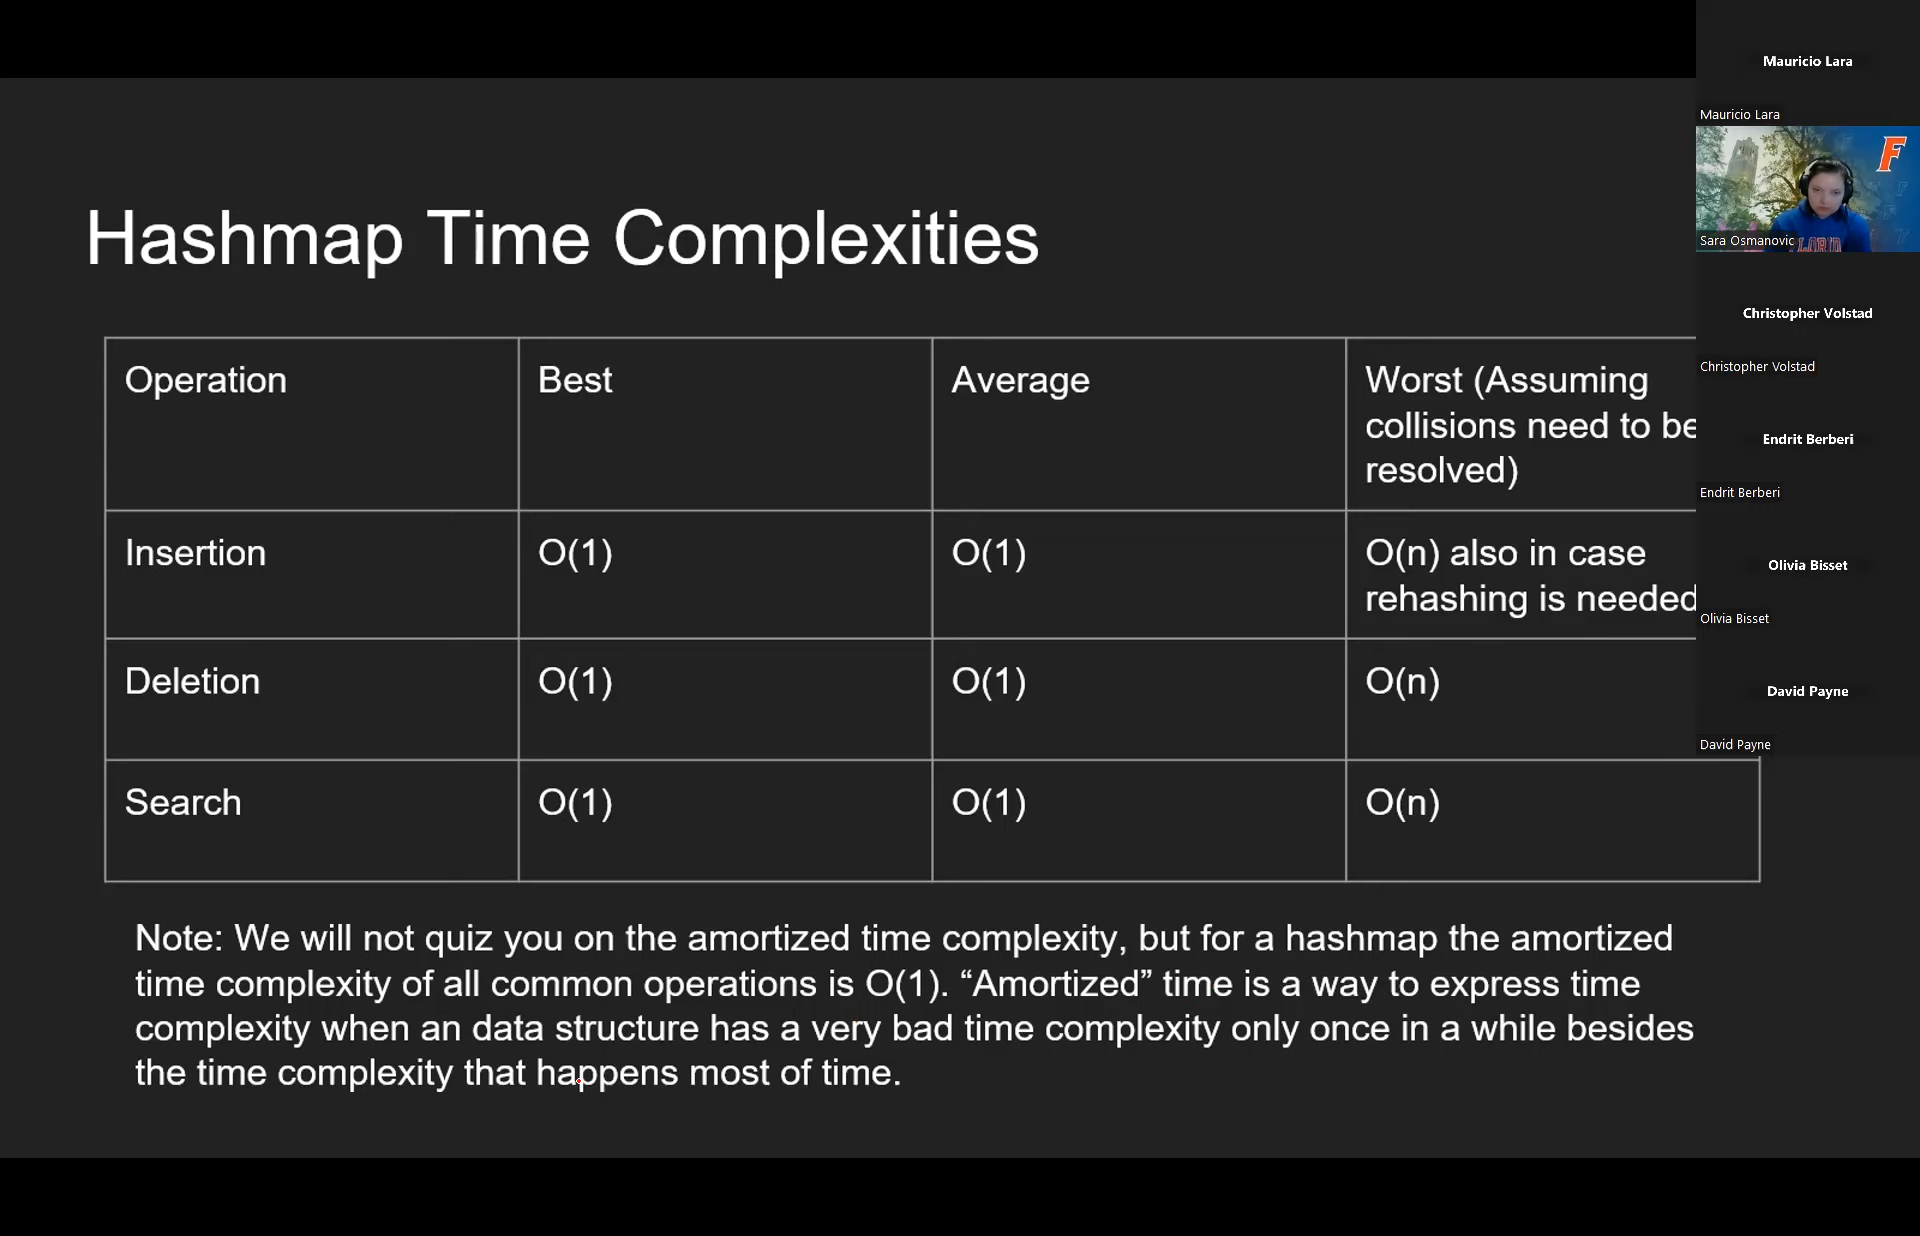 Hashmap Time Complexities
Operation
Best
Average
Worst (Assuming
collisions need to be
resolved)
Insertion
O(1)
O(1)
O(n) also in case
rehashing is needed
Deletion
O(1)
O(1)
O(n)
Search
O(1)
O(1)
O(n)
Note: We will not quiz you on the amortized time complexity, but for a hashmap the amortized
time complexity of all common operations is O(1). “Amortized” time is a way to express time
complexity when an data structure has a very bad time complexity only once in a while besides
the time complexity that happens most of time.
Mauricio Lara
Mauricio Lara
F
Sara Osmanovic
Christopher Volstad
Christopher Volstad
Endrit Berberi
Endrit Berberi
Olivia Bisset
Olivia Bisset
David Payne
David Payne